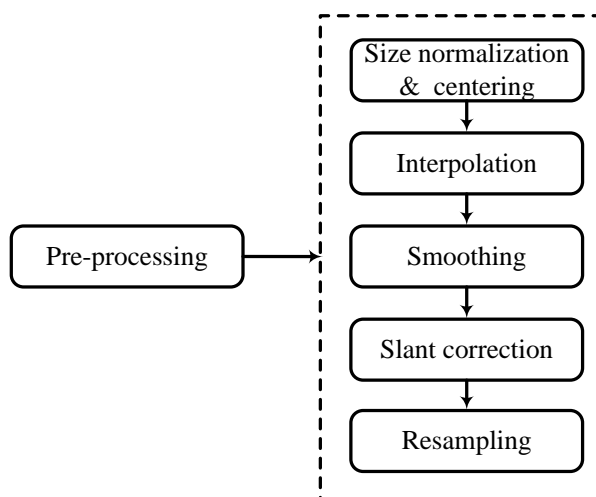 Size normalization
& centering
Interpolation
Pre-processing
Smoothing
Slant correction
Resampling